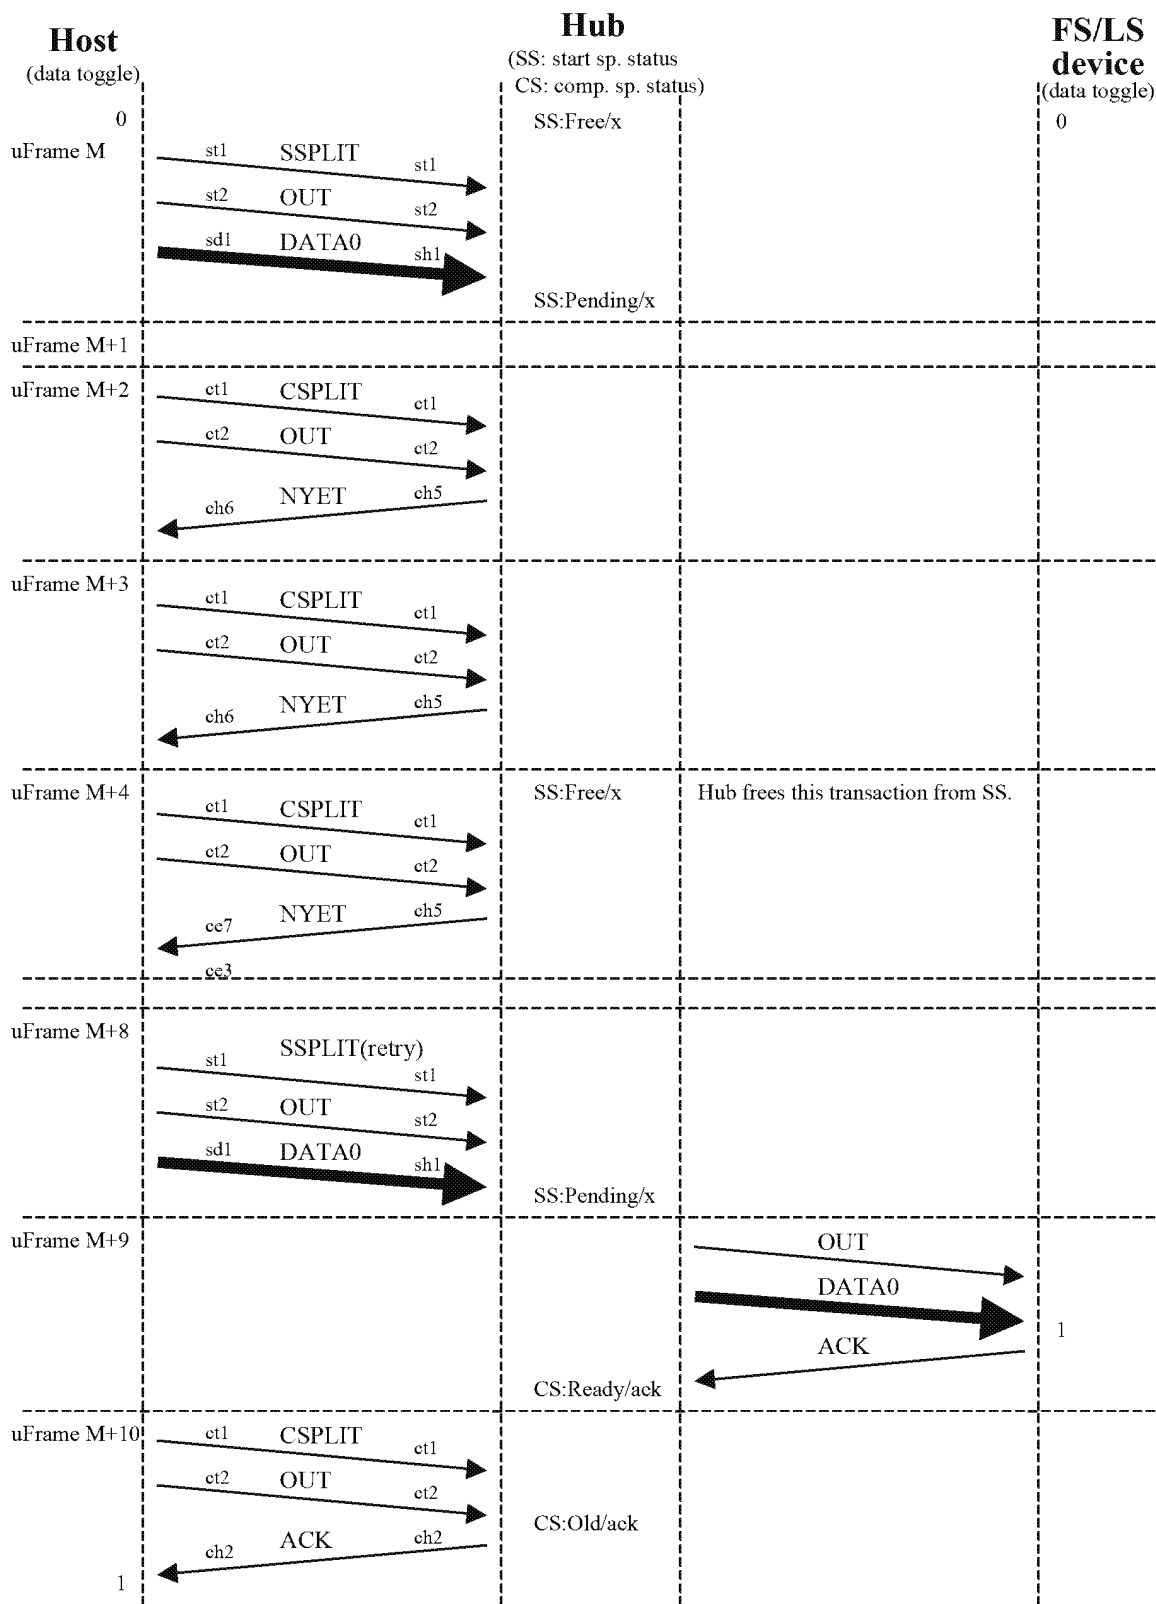 Host
(data toggle)
Hub
(SS: start sp. status
CS: comp. sp. status)
FS/LS
device
(data toggle)
0
SS:Free/x
0
uFrame M
st1 SSPLIT st1
st2 OUT st2
sd1 DATA0 sh1
SS:Pending/x
uFrame M+1
uFrame M+2
ct1 CSPLIT ct1
ct2 OUT ct2
ch6 NYET ch5
uFrame M+3
ct1 CSPLIT ct1
ct2 OUT ct2
ch6 NYET ch5
uFrame M+4
SS:Free/x
Hub frees this transaction from SS.
ct1 CSPLIT ct1
ct2 OUT ct2
ce7 NYET ch5
ce3
uFrame M+8
st1 SSPLIT(retry) st1
st2 OUT st2
sd1 DATA0 sh1
SS:Pending/x
uFrame M+9
OUT
DATA0
1
ACK
CS:Ready/ack
uFrame M+10
ct1 CSPLIT ct1
ct2 OUT ct2
CS:Old/ack
ch2 ACK ch2
1